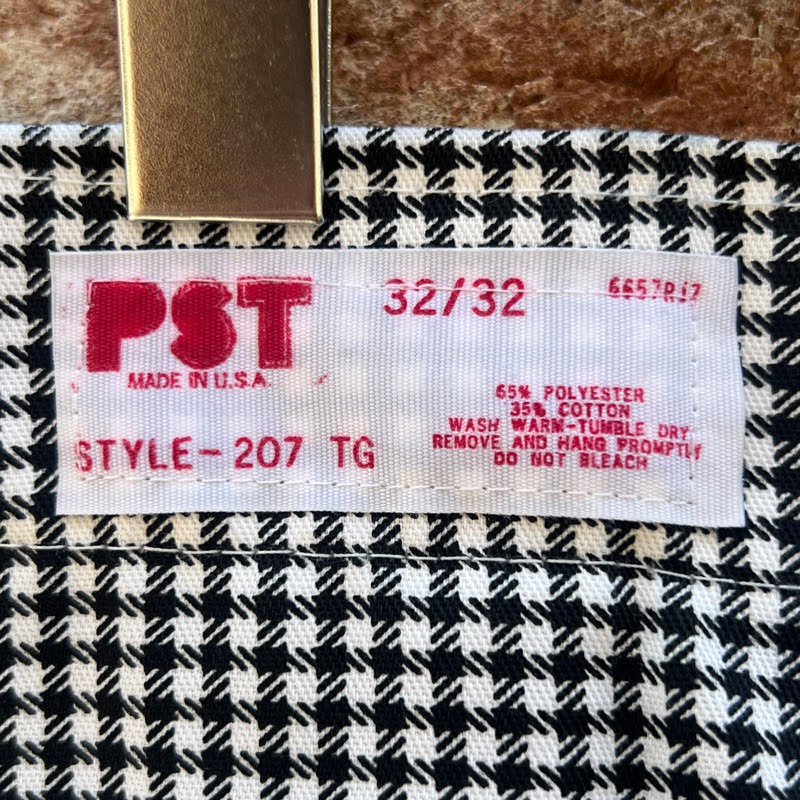 PST
MADE IN U.S.A.
STYLE- 207 TG
32/32
65% POLYESTER
35% COTTON
WASH WARM-TUMBLE DRY
REMOVE AND HANG PROMPTLY
DO NOT BLEACH